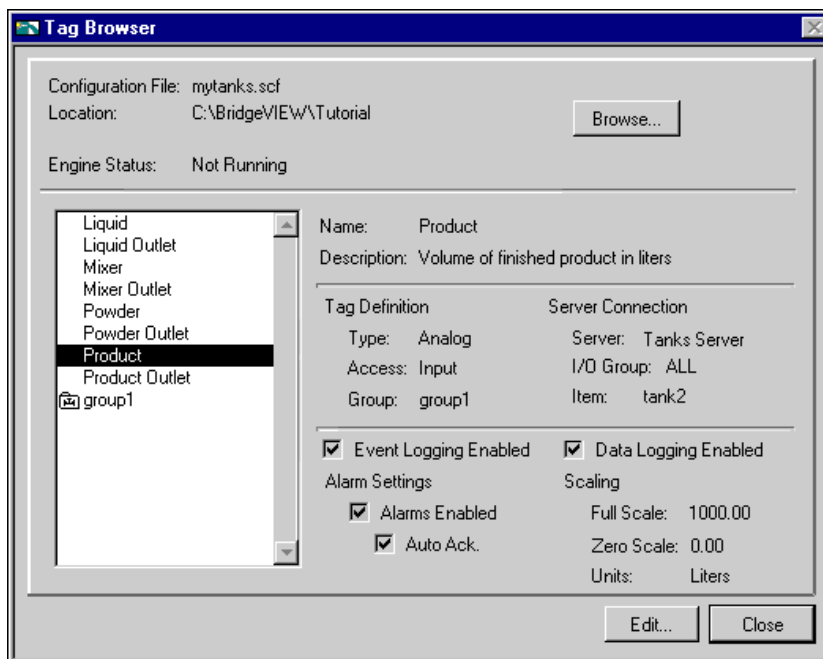 Tag Browser
Configuration File: mytanks.scf
Location: C:\BridgeVIEW\Tutorial
Browse...
Engine Status: Not Running
Liquid
Liquid Outlet
Mixer
Mixer Outlet
Powder
Powder Outlet
Product
Product Outlet
group1
Name: Product
Description: Volume of finished product in liters
Tag Definition
Type: Analog
Access: Input
Group: group1
Server Connection
Server: Tanks Server
I/O Group: ALL
Item: tank2
Event Logging Enabled
Alarm Settings
Alarms Enabled
Auto Ack.
Data Logging Enabled
Scaling
Full Scale: 1000.00
Zero Scale: 0.00
Units: Liters
Edit...
Close